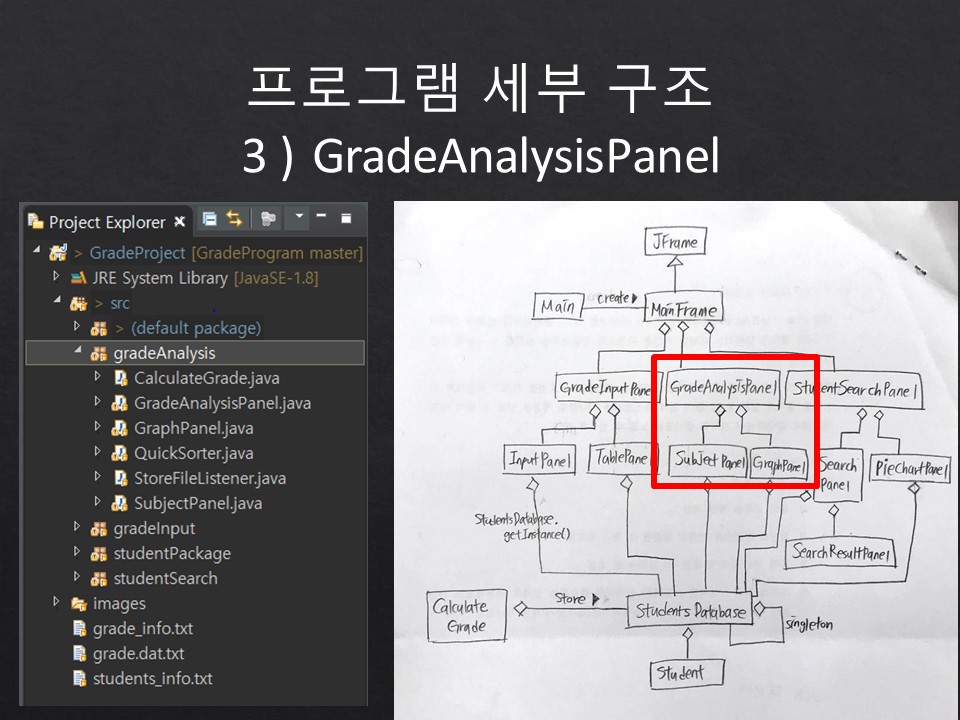 프로그램 세부 구조
3 ) GradeAnalysisPanel
Project Explorer
> GradeProject [GradeProgram master]
JRE System Library [JavaSE-1.8]
> src
> (default package)
gradeAnalysis
CalculateGrade.java
GradeAnalysisPanel.java
GraphPanel.java
QuickSorter.java
StoreFileListener.java
SubjectPanel.java
gradeInput
studentPackage
studentSearch
images
grade_info.txt
grade.dat.txt
students_info.txt
JFrame
Main
create
MainFrame
GradeInputPanel
GradeAnalysisPanel
StudentSearchPanel
InputPanel
TablePane
SubjectPanel
GraphPanel
Search
Panel
PieChartPanel
StudentsDatabase.
getInstance()
SearchResultPanel
Calculate
Grade
Store
Students Database
singleton
Student